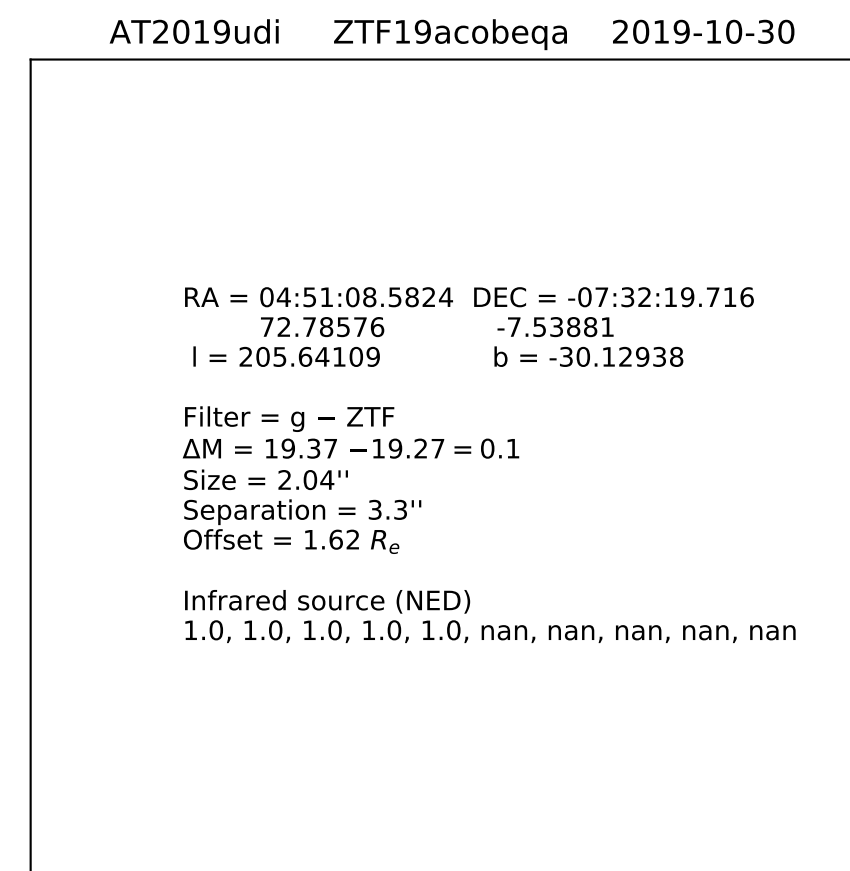 AT2019udi ZTF19acobeqa 2019-10-30
RA = 04:51:08.5824 DEC = -07:32:19.716
72.78576 -7.53881
l = 205.64109 b = -30.12938
Filter = g − ZTF
ΔM = 19.37 −19.27 = 0.1
Size = 2.04''
Separation = 3.3''
Offset = 1.62 Re
Infrared source (NED)
1.0, 1.0, 1.0, 1.0, 1.0, nan, nan, nan, nan, nan